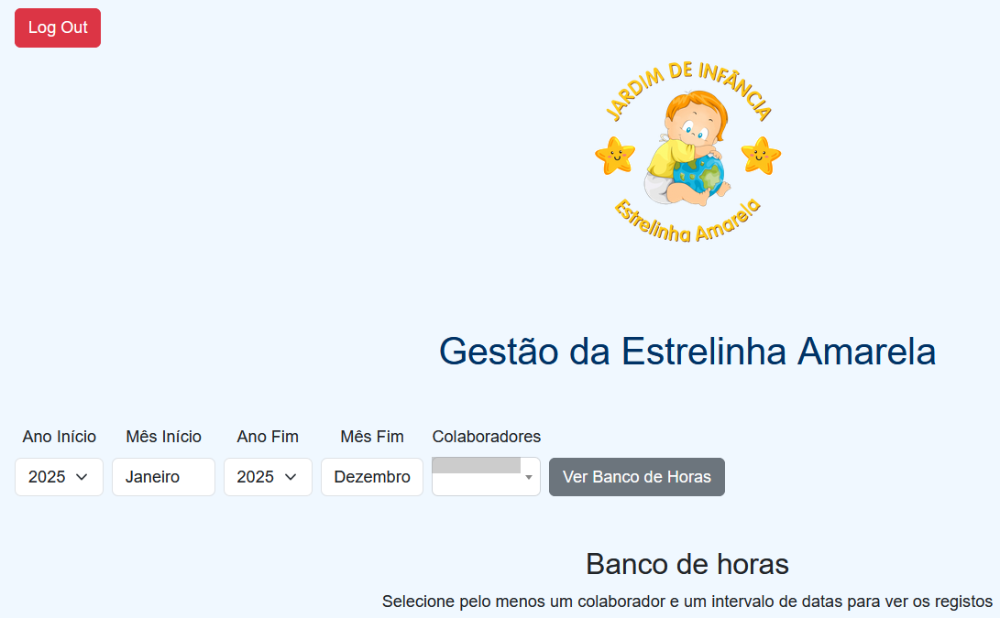 Log Out
JARDIM DE INFÂNCIA
Estrelinha Amarela
Gestão da Estrelinha Amarela
Ano Início Mês Início Ano Fim Mês Fim Colaboradores
2025 Janeiro 2025 Dezembro Ver Banco de Horas
Banco de horas
Selecione pelo menos um colaborador e um intervalo de datas para ver os registos